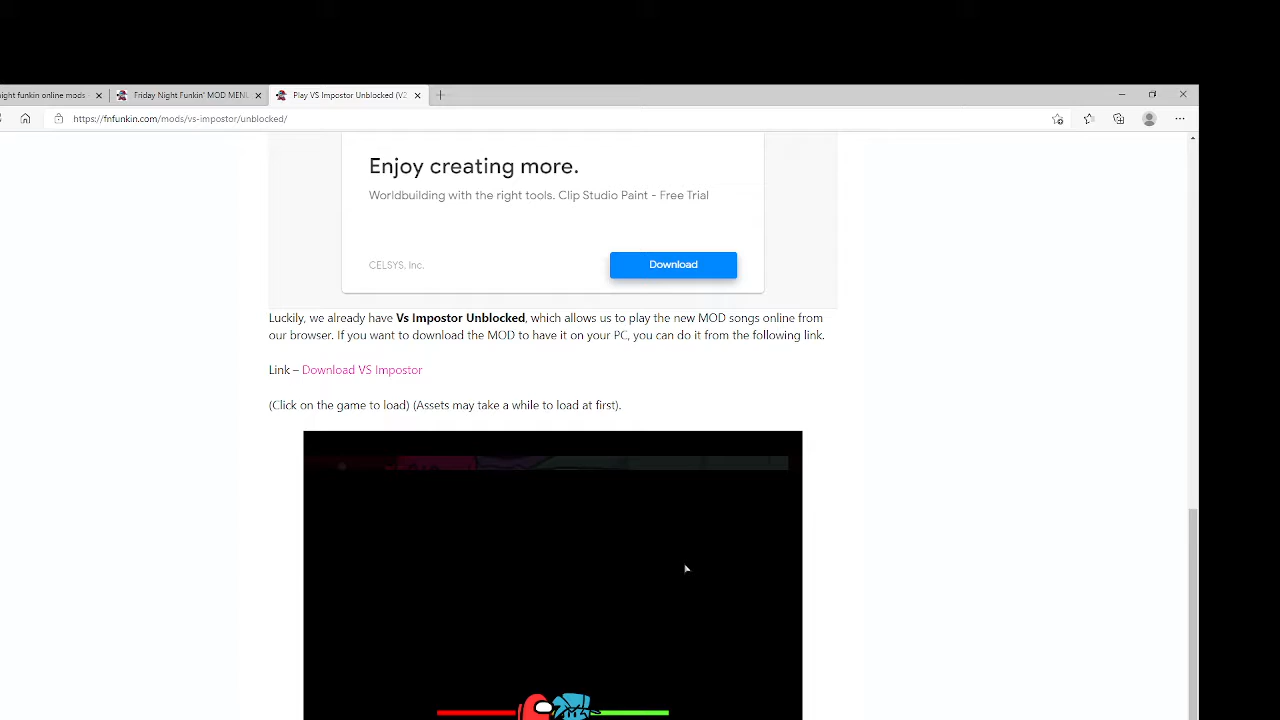 night funkin online mods -
Friday Night Funkin' MOD MENU
Play VS Impostor Unblocked (V2
https://fnfunkin.com/mods/vs-impostor/unblocked/
Enjoy creating more.
Worldbuilding with the right tools. Clip Studio Paint - Free Trial
CELSYS, Inc.
Download
Luckily, we already have Vs Impostor Unblocked, which allows us to play the new MOD songs online from
our browser. If you want to download the MOD to have it on your PC, you can do it from the following link.
Link – Download VS Impostor
(Click on the game to load) (Assets may take a while to load at first).